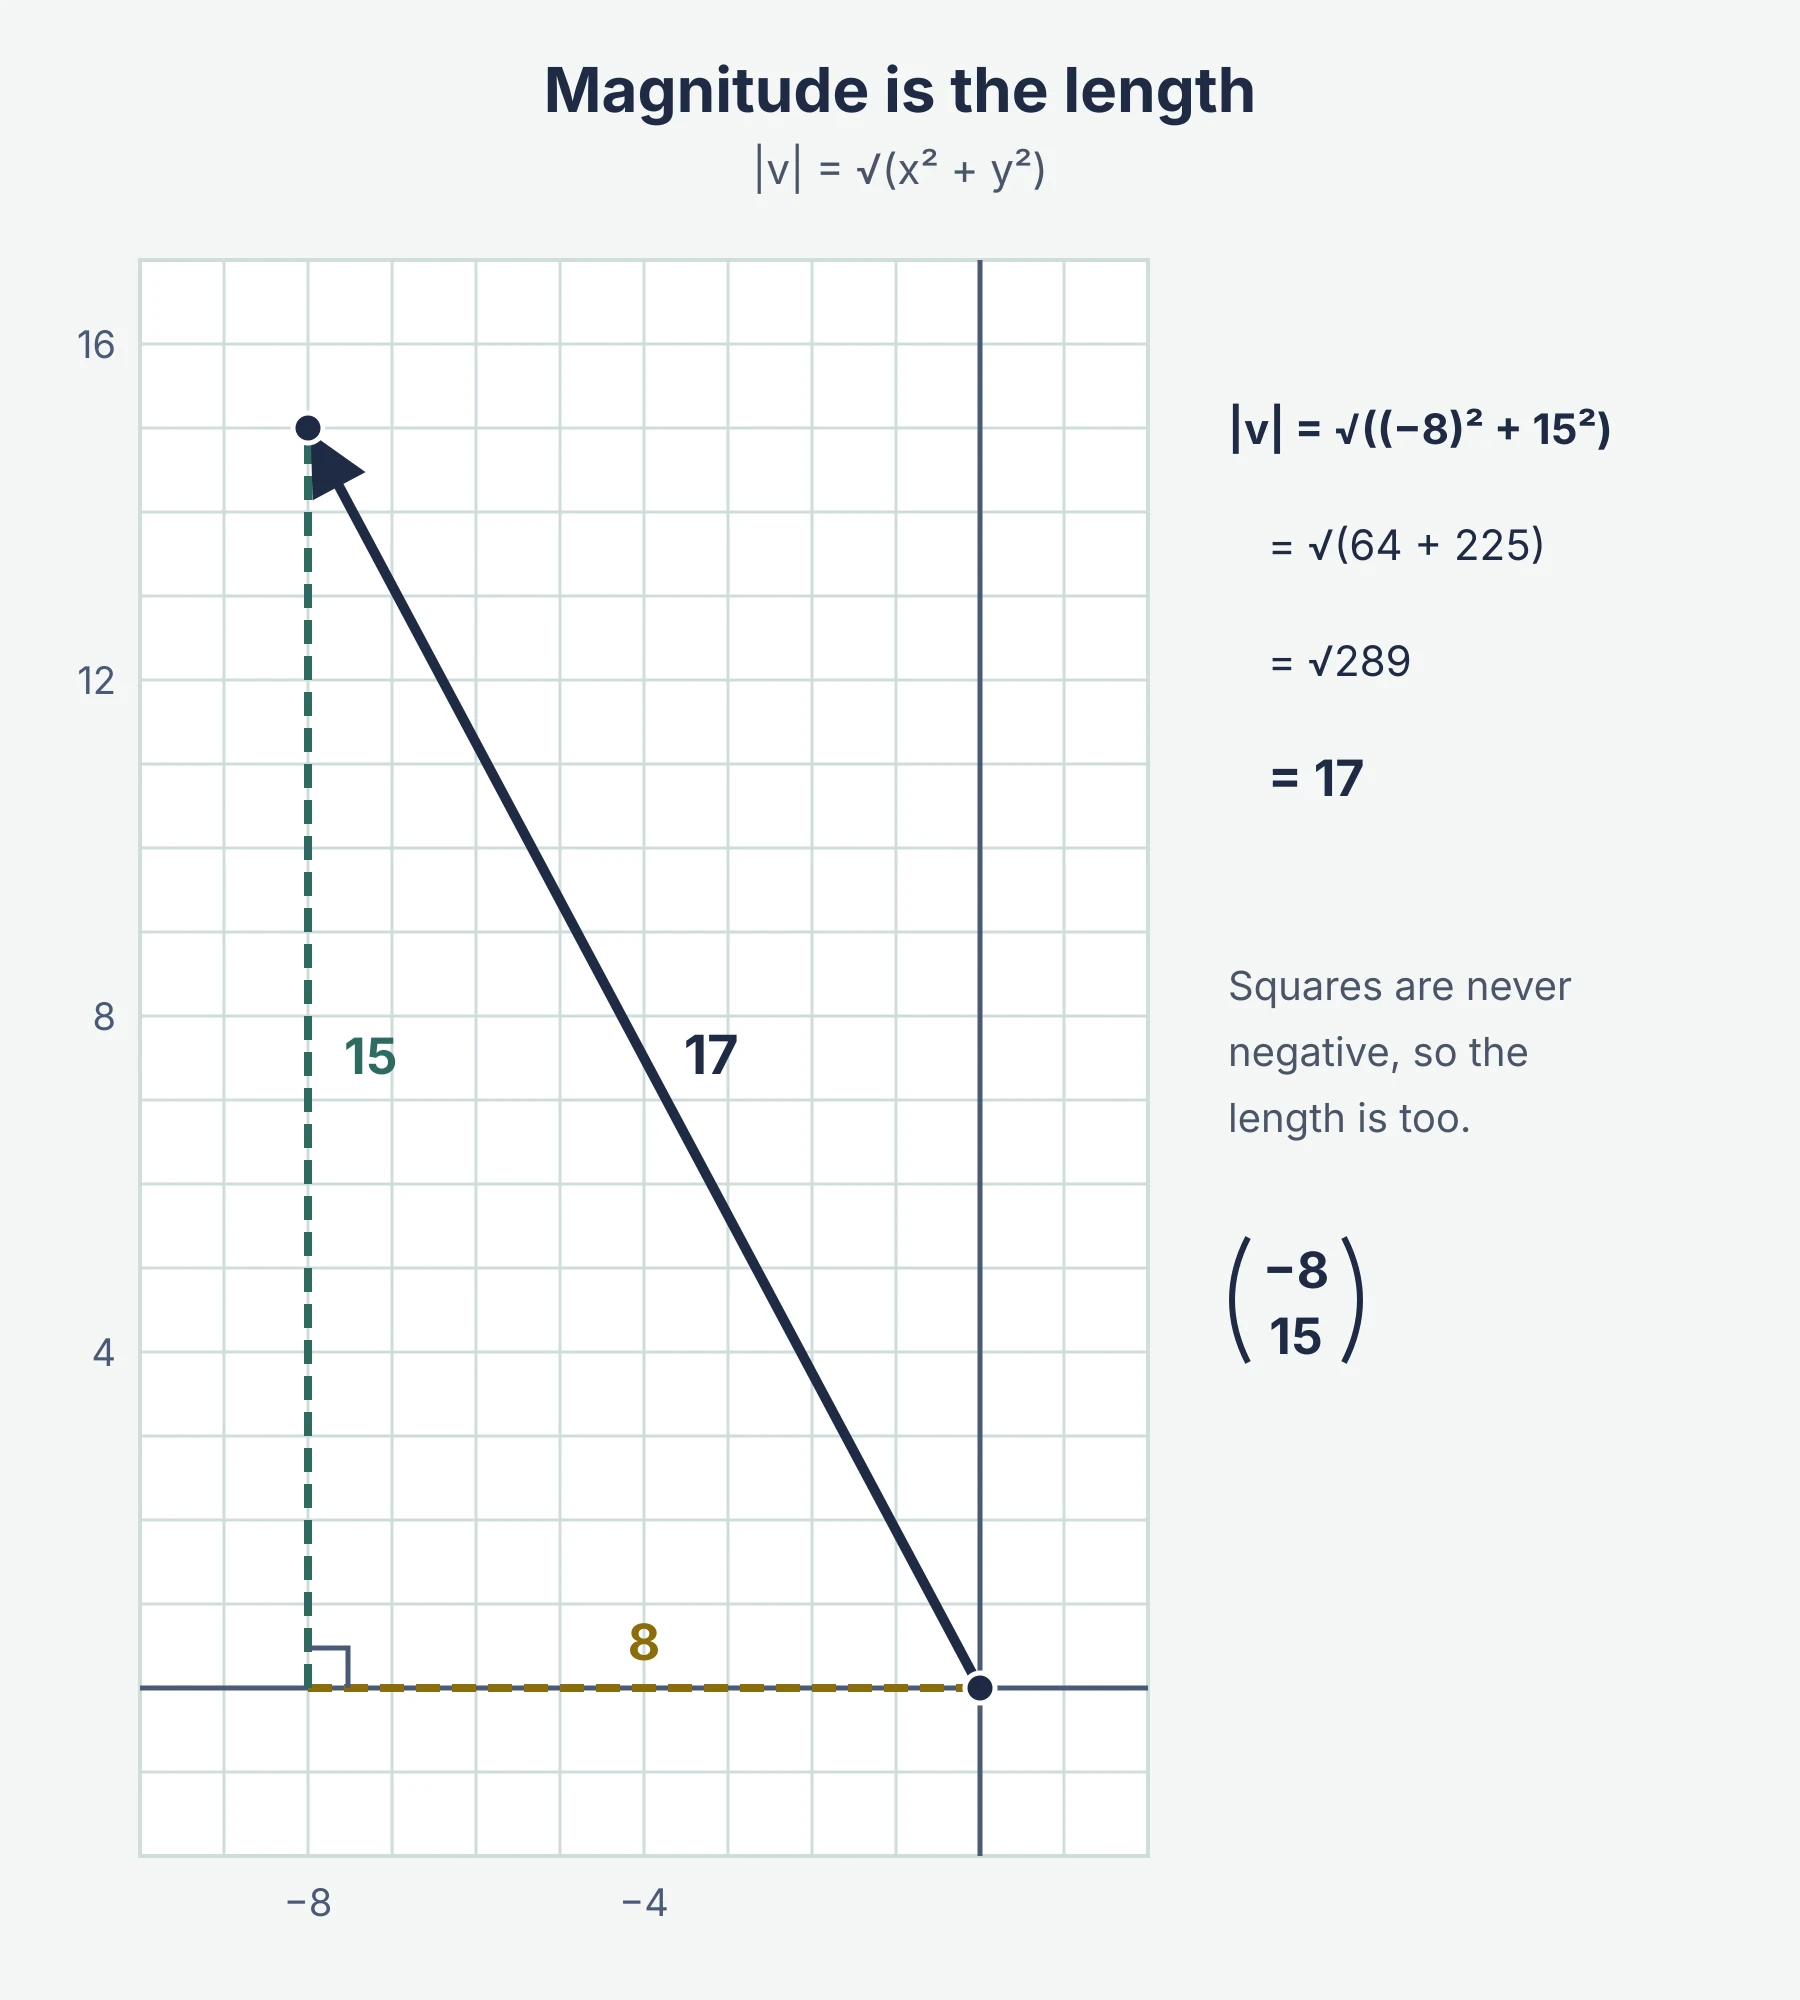 Magnitude is the length
|v| = √(x² + y²)
16
12
8
4
15
17
8
−8
−4
|v| = √((−8)² + 15²)
= √(64 + 225)
= √289
= 17
Squares are never
negative, so the
length is too.
−8
15